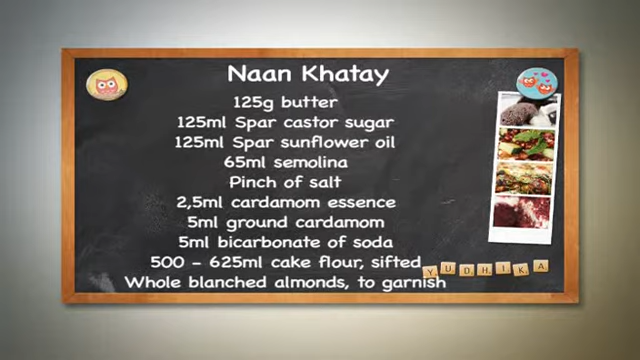 Naan Khatay
125g butter
125ml Spar castor sugar
125ml Spar sunflower oil
65ml semolina
Pinch of salt
2,5ml cardamom essence
5ml ground cardamom
5ml bicarbonate of soda
500 – 625ml cake flour, sifted
YUDHIKA
Whole blanched almonds, to garnish